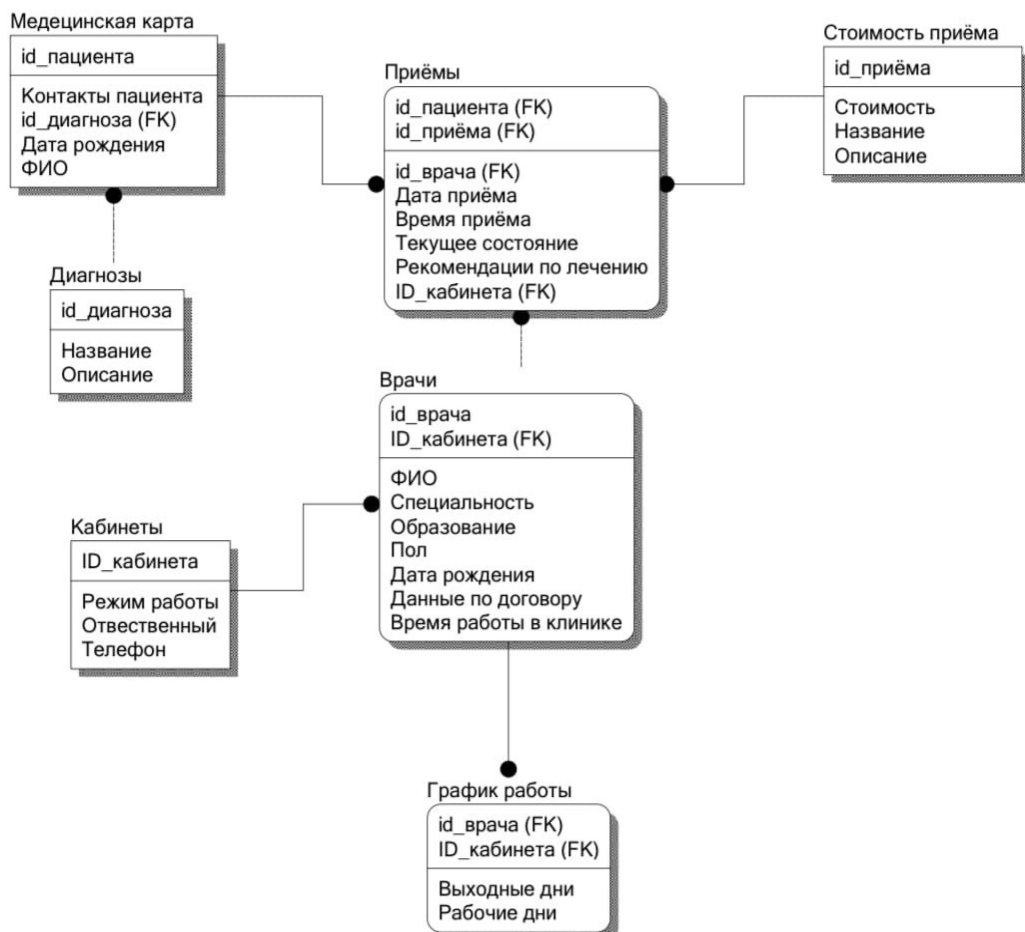 Медецинская карта
id_пациента
Контакты пациента
id_диагноза (FK)
Дата рождения
ФИО
Приёмы
id_пациента (FK)
id_приёма (FK)
id_врача (FK)
Дата приёма
Время приёма
Текущее состояние
Рекомендации по лечению
ID_кабинета (FK)
Стоимость приёма
id_приёма
Стоимость
Название
Описание
Диагнозы
id_диагноза
Название
Описание
Врачи
id_врача
ID_кабинета (FK)
ФИО
Специальность
Образование
Пол
Дата рождения
Данные по договору
Время работы в клинике
Кабинеты
ID_кабинета
Режим работы
Отвественный
Телефон
График работы
id_врача (FK)
ID_кабинета (FK)
Выходные дни
Рабочие дни